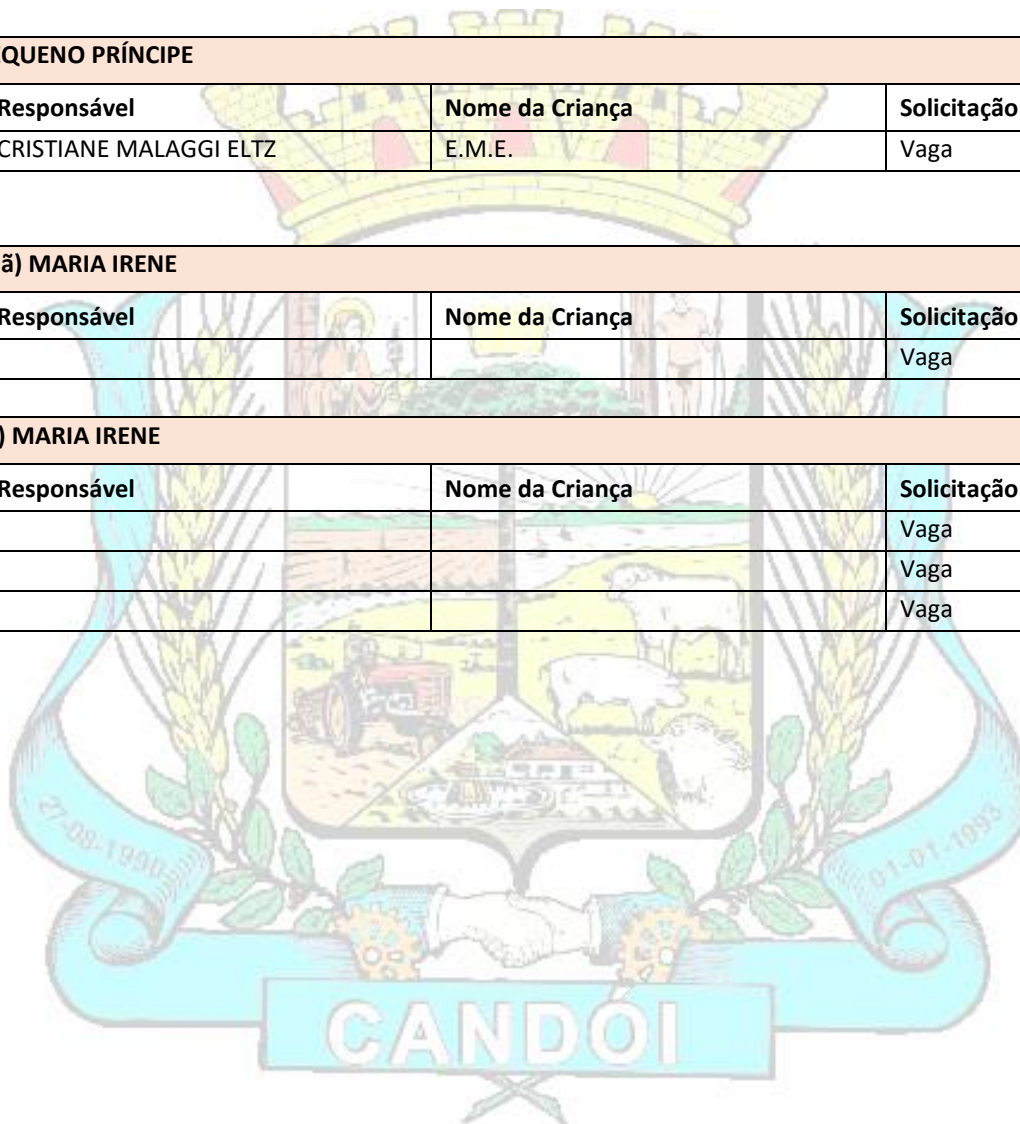 EQUENO PRÍNCIPE
Responsável Nome da Criança Solicitação
CRISTIANE MALAGGI ELTZ E.M.E. Vaga
ã) MARIA IRENE
Responsável Nome da Criança Solicitação
Vaga
) MARIA IRENE
Responsável Nome da Criança Solicitação
Vaga
Vaga
Vaga
27-08-1990 01-01-1993
CANDÓI